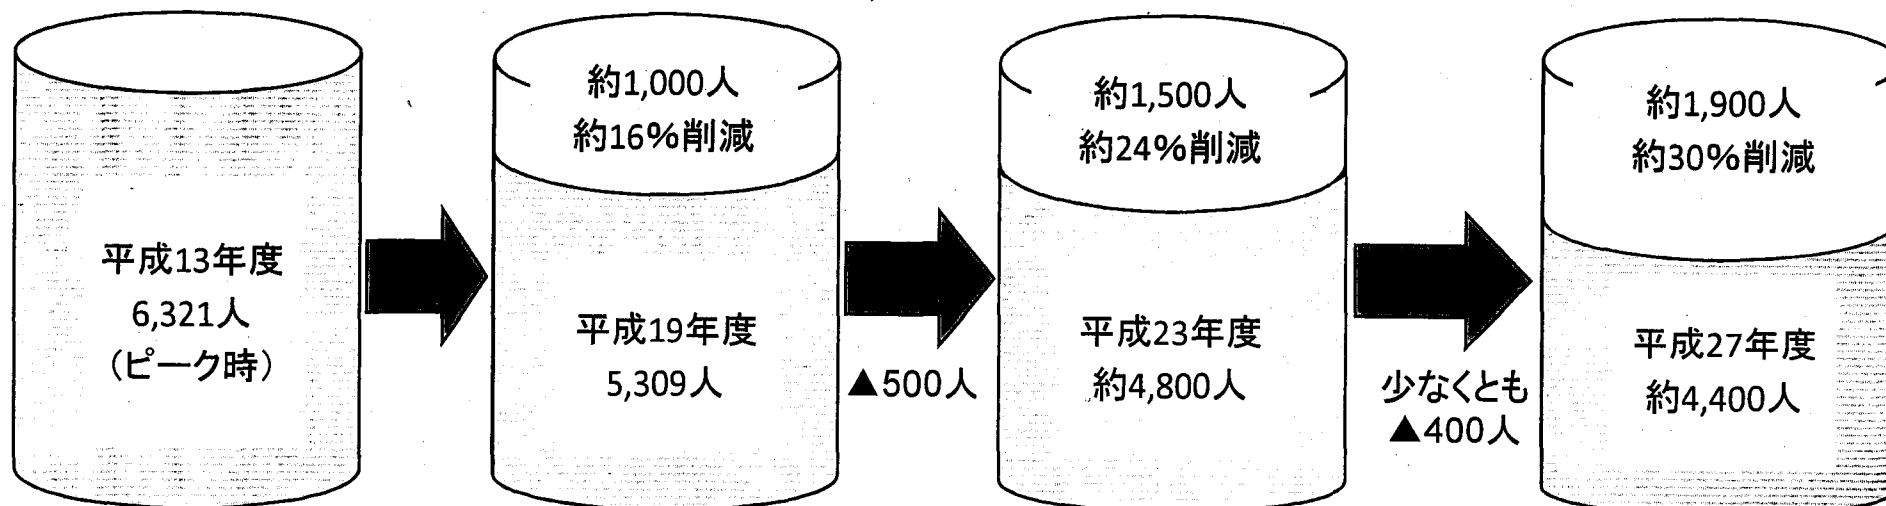 平成13年度
6,321人
(ピーク時)
約1,000人
約16%削減
平成19年度
5,309人
▲500人
約1,500人
約24%削減
平成23年度
約4,800人
少なくとも
▲400人
約1,900人
約30%削減
平成27年度
約4,400人